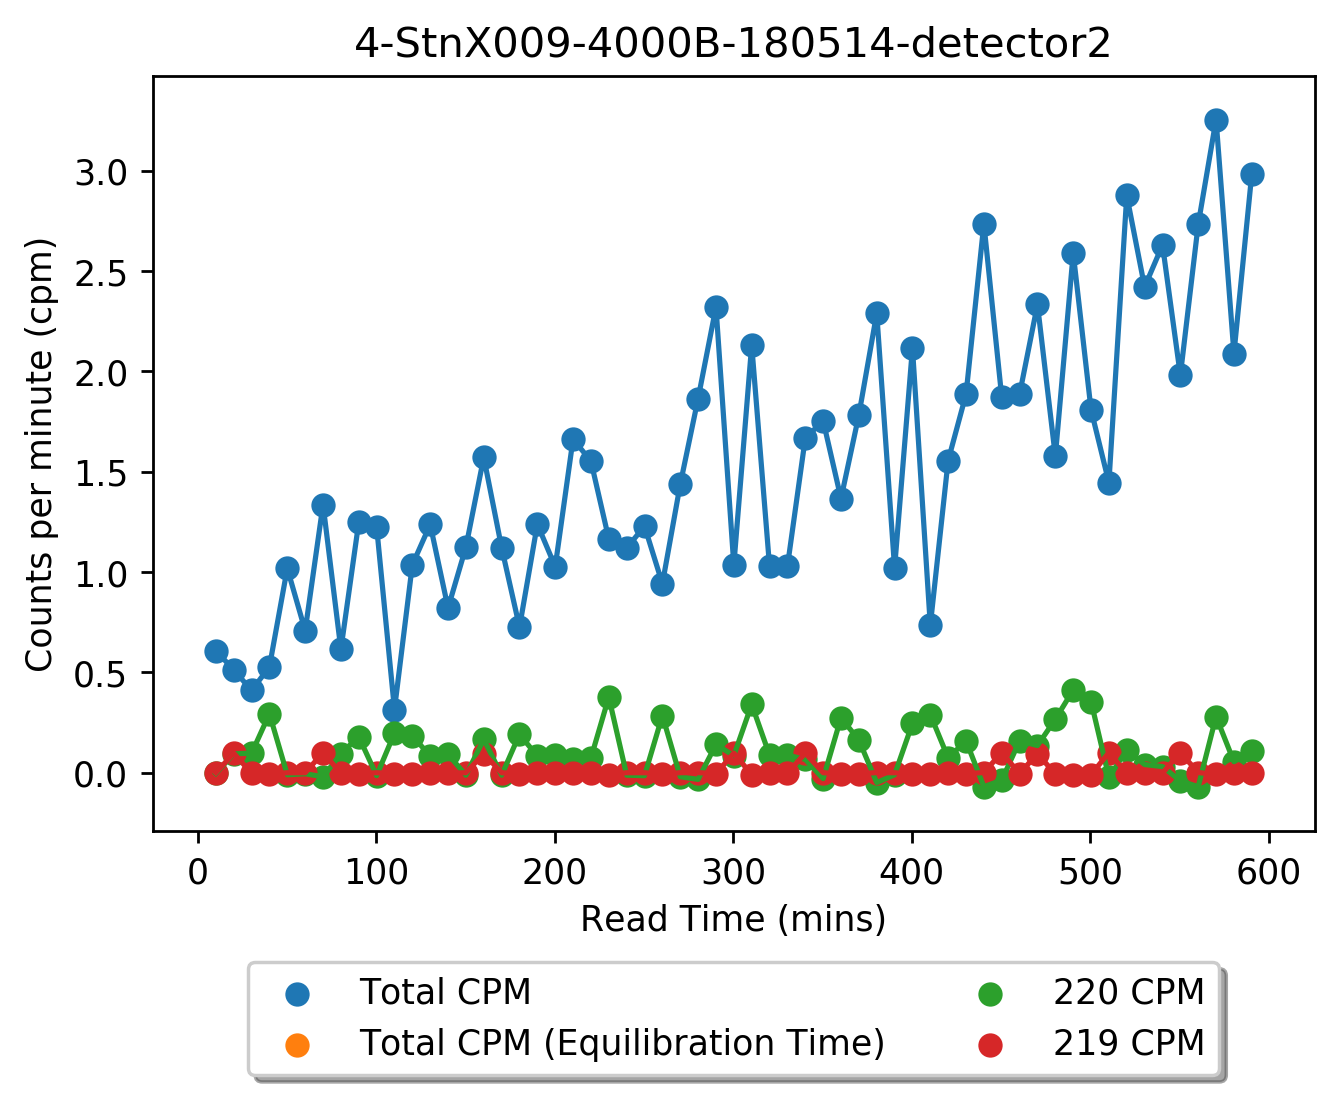 4-StnX009-4000B-180514-detector2
Counts per minute (cpm)
3.0
2.5
2.0
1.5
1.0
0.5
0.0
0 100 200 300 400 500 600
Read Time (mins)
Total CPM
Total CPM (Equilibration Time)
220 CPM
219 CPM